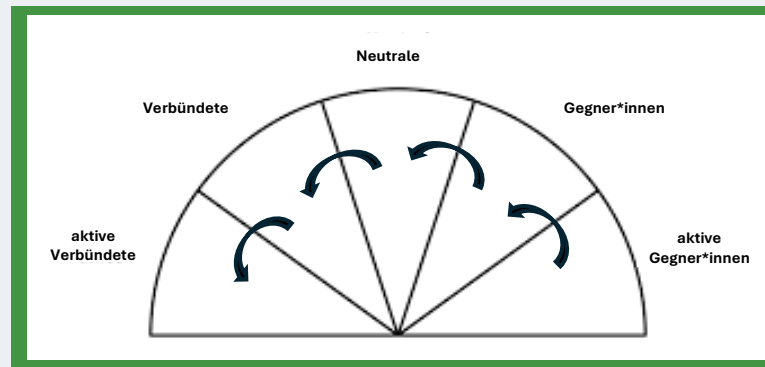 Neutrale
Verbündete
Gegner*innen
aktive
Verbündete
aktive
Gegner*innen